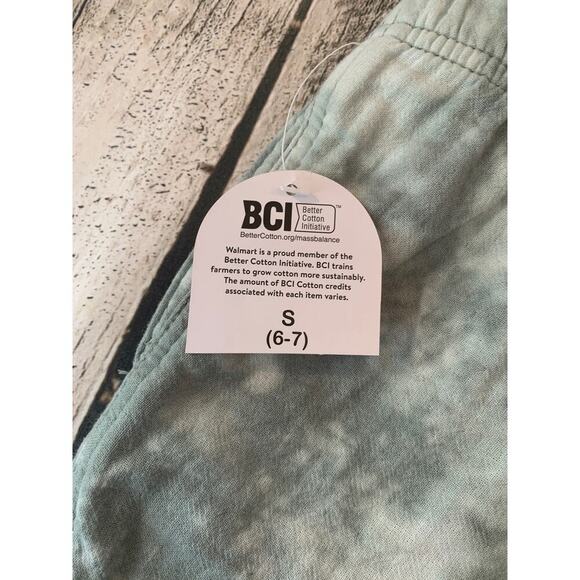 BCI Better Cotton Initiative™
BetterCotton.org/massbalance
Walmart is a proud member of the
Better Cotton Initiative. BCI trains
farmers to grow cotton more sustainably.
The amount of BCI Cotton credits
associated with each item varies.
S
(6-7)